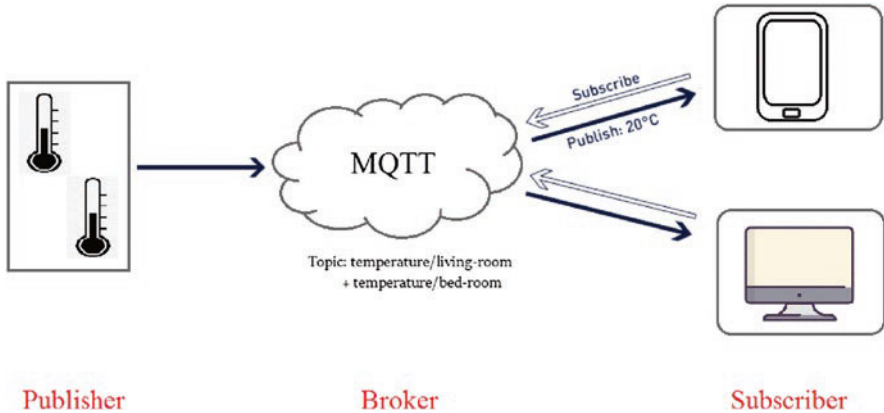 Subscribe
Publish: 20°C
MQTT
Topic: temperature/living-room
+ temperature/bed-room
Publisher
Broker
Subscriber